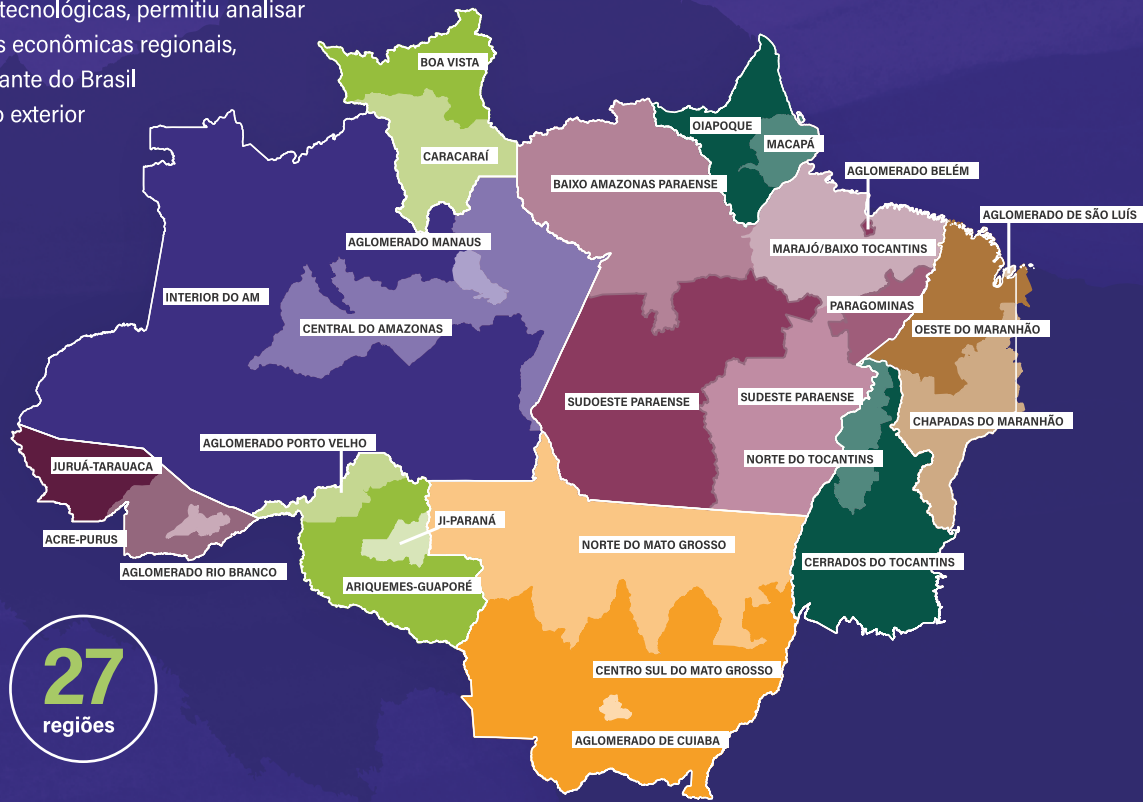 tecnológicas, permitiu analisar
s econômicas regionais,
ante do Brasil
o exterior
BOA VISTA
CARACARAÍ
OIAPOQUE
MACAPÁ
BAIXO AMAZONAS PARAENSE
AGLOMERADO BELÉM
AGLOMERADO DE SÃO LUÍS
AGLOMERADO MANAUS
MARAJÓ/BAIXO TOCANTINS
INTERIOR DO AM
CENTRAL DO AMAZONAS
PARAGOMINAS
OESTE DO MARANHÃO
SUDOESTE PARAENSE
SUDESTE PARAENSE
CHAPADAS DO MARANHÃO
AGLOMERADO PORTO VELHO
JURUÁ-TARAUACA
NORTE DO TOCANTINS
JI-PARANÁ
ACRE-PURUS
NORTE DO MATO GROSSO
AGLOMERADO RIO BRANCO
ARIQUEMES-GUAPORÉ
CERRADOS DO TOCANTINS
CENTRO SUL DO MATO GROSSO
AGLOMERADO DE CUIABA
27
regiões